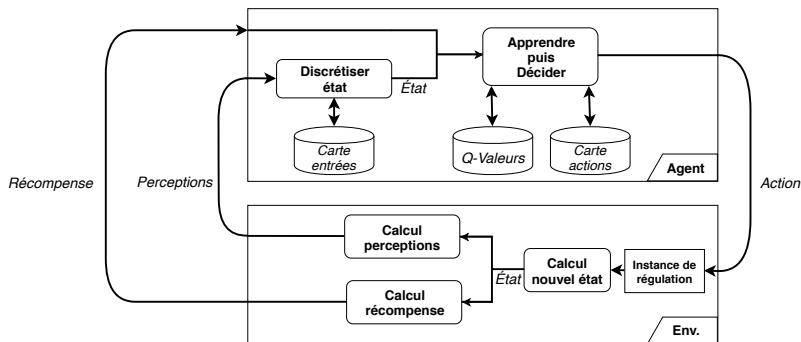 Apprendre
puis
Décider
Discrétiser
état
État
Carte
entrées
Q-Valeurs
Carte
actions
Agent
Récompense
Perceptions
Action
Calcul
perceptions
État
Calcul
nouvel état
Instance de
régulation
Calcul
récompense
Env.